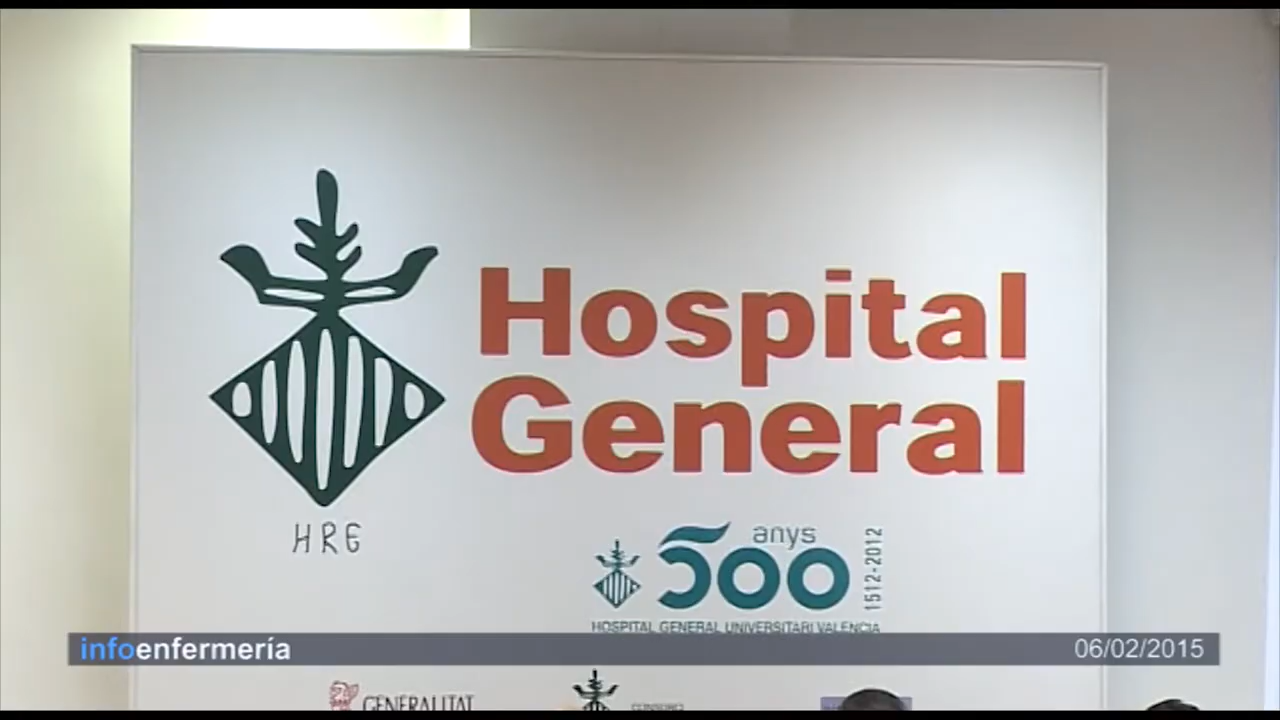 Hospital
General
HRG
anys
500
1512-2012
HOSPITAL GENERAL UNIVERSITARI VALENCIA
infoenfermería
06/02/2015
GENERALITAT